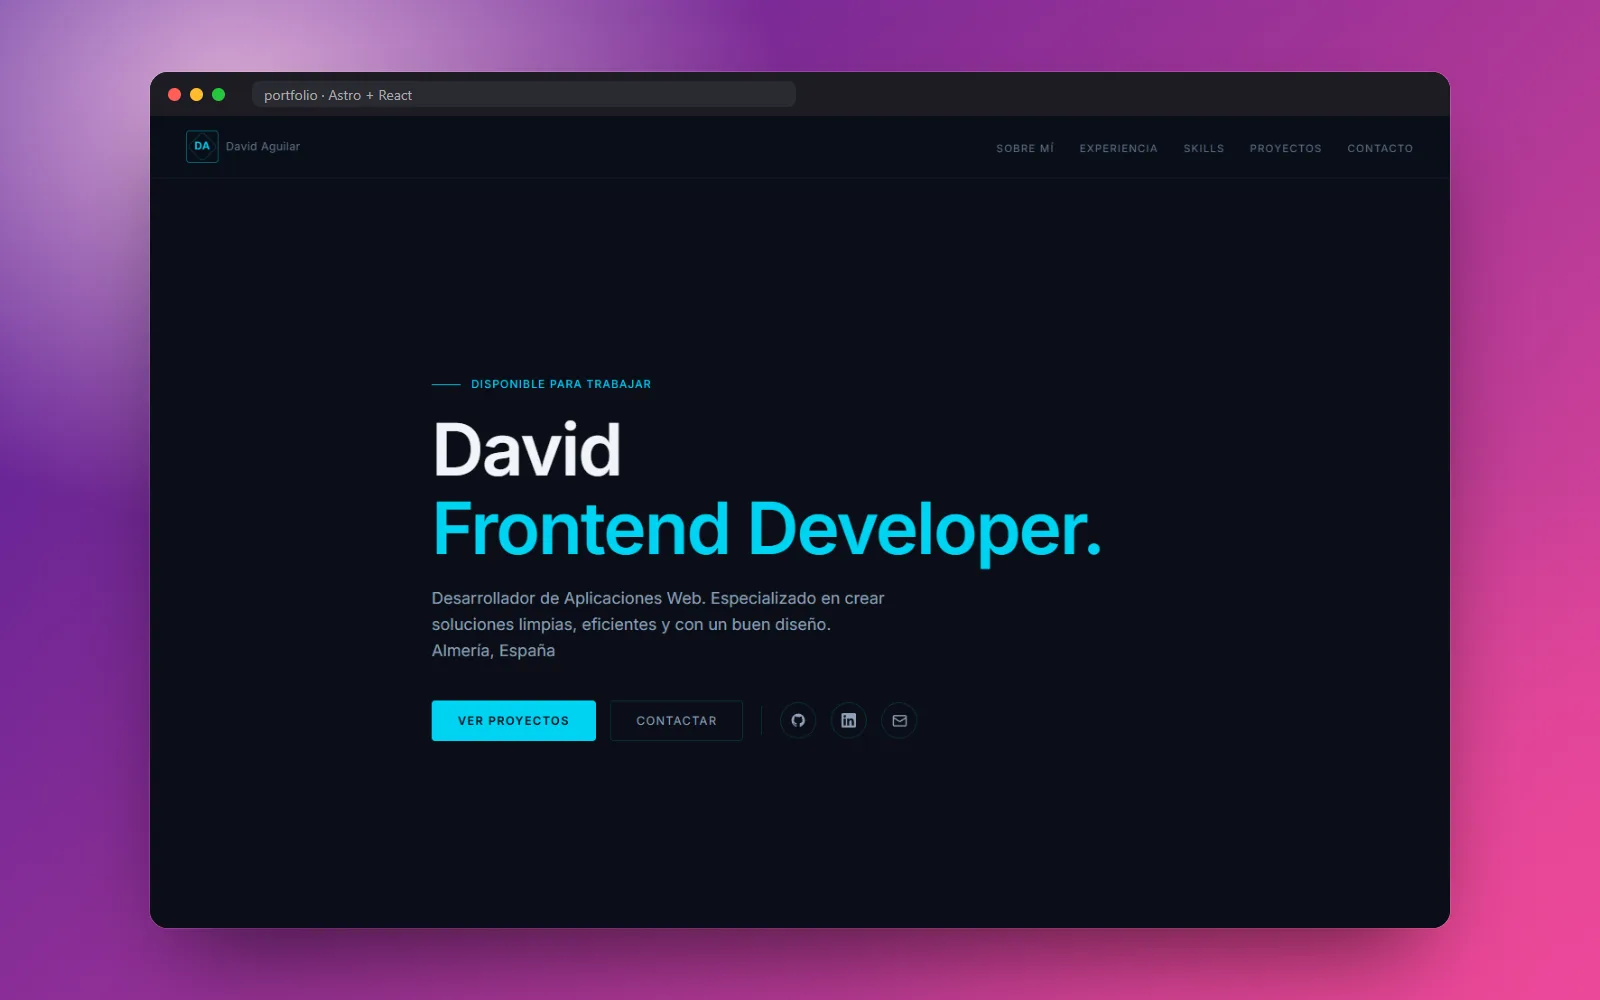 portfolio · Astro + React
DA
David Aguilar
SOBRE MÍ
EXPERIENCIA
SKILLS
PROYECTOS
CONTACTO
DISPONIBLE PARA TRABAJAR
David
Frontend Developer.
Desarrollador de Aplicaciones Web. Especializado en crear
soluciones limpias, eficientes y con un buen diseño.
Almería, España
VER PROYECTOS
CONTACTAR
in